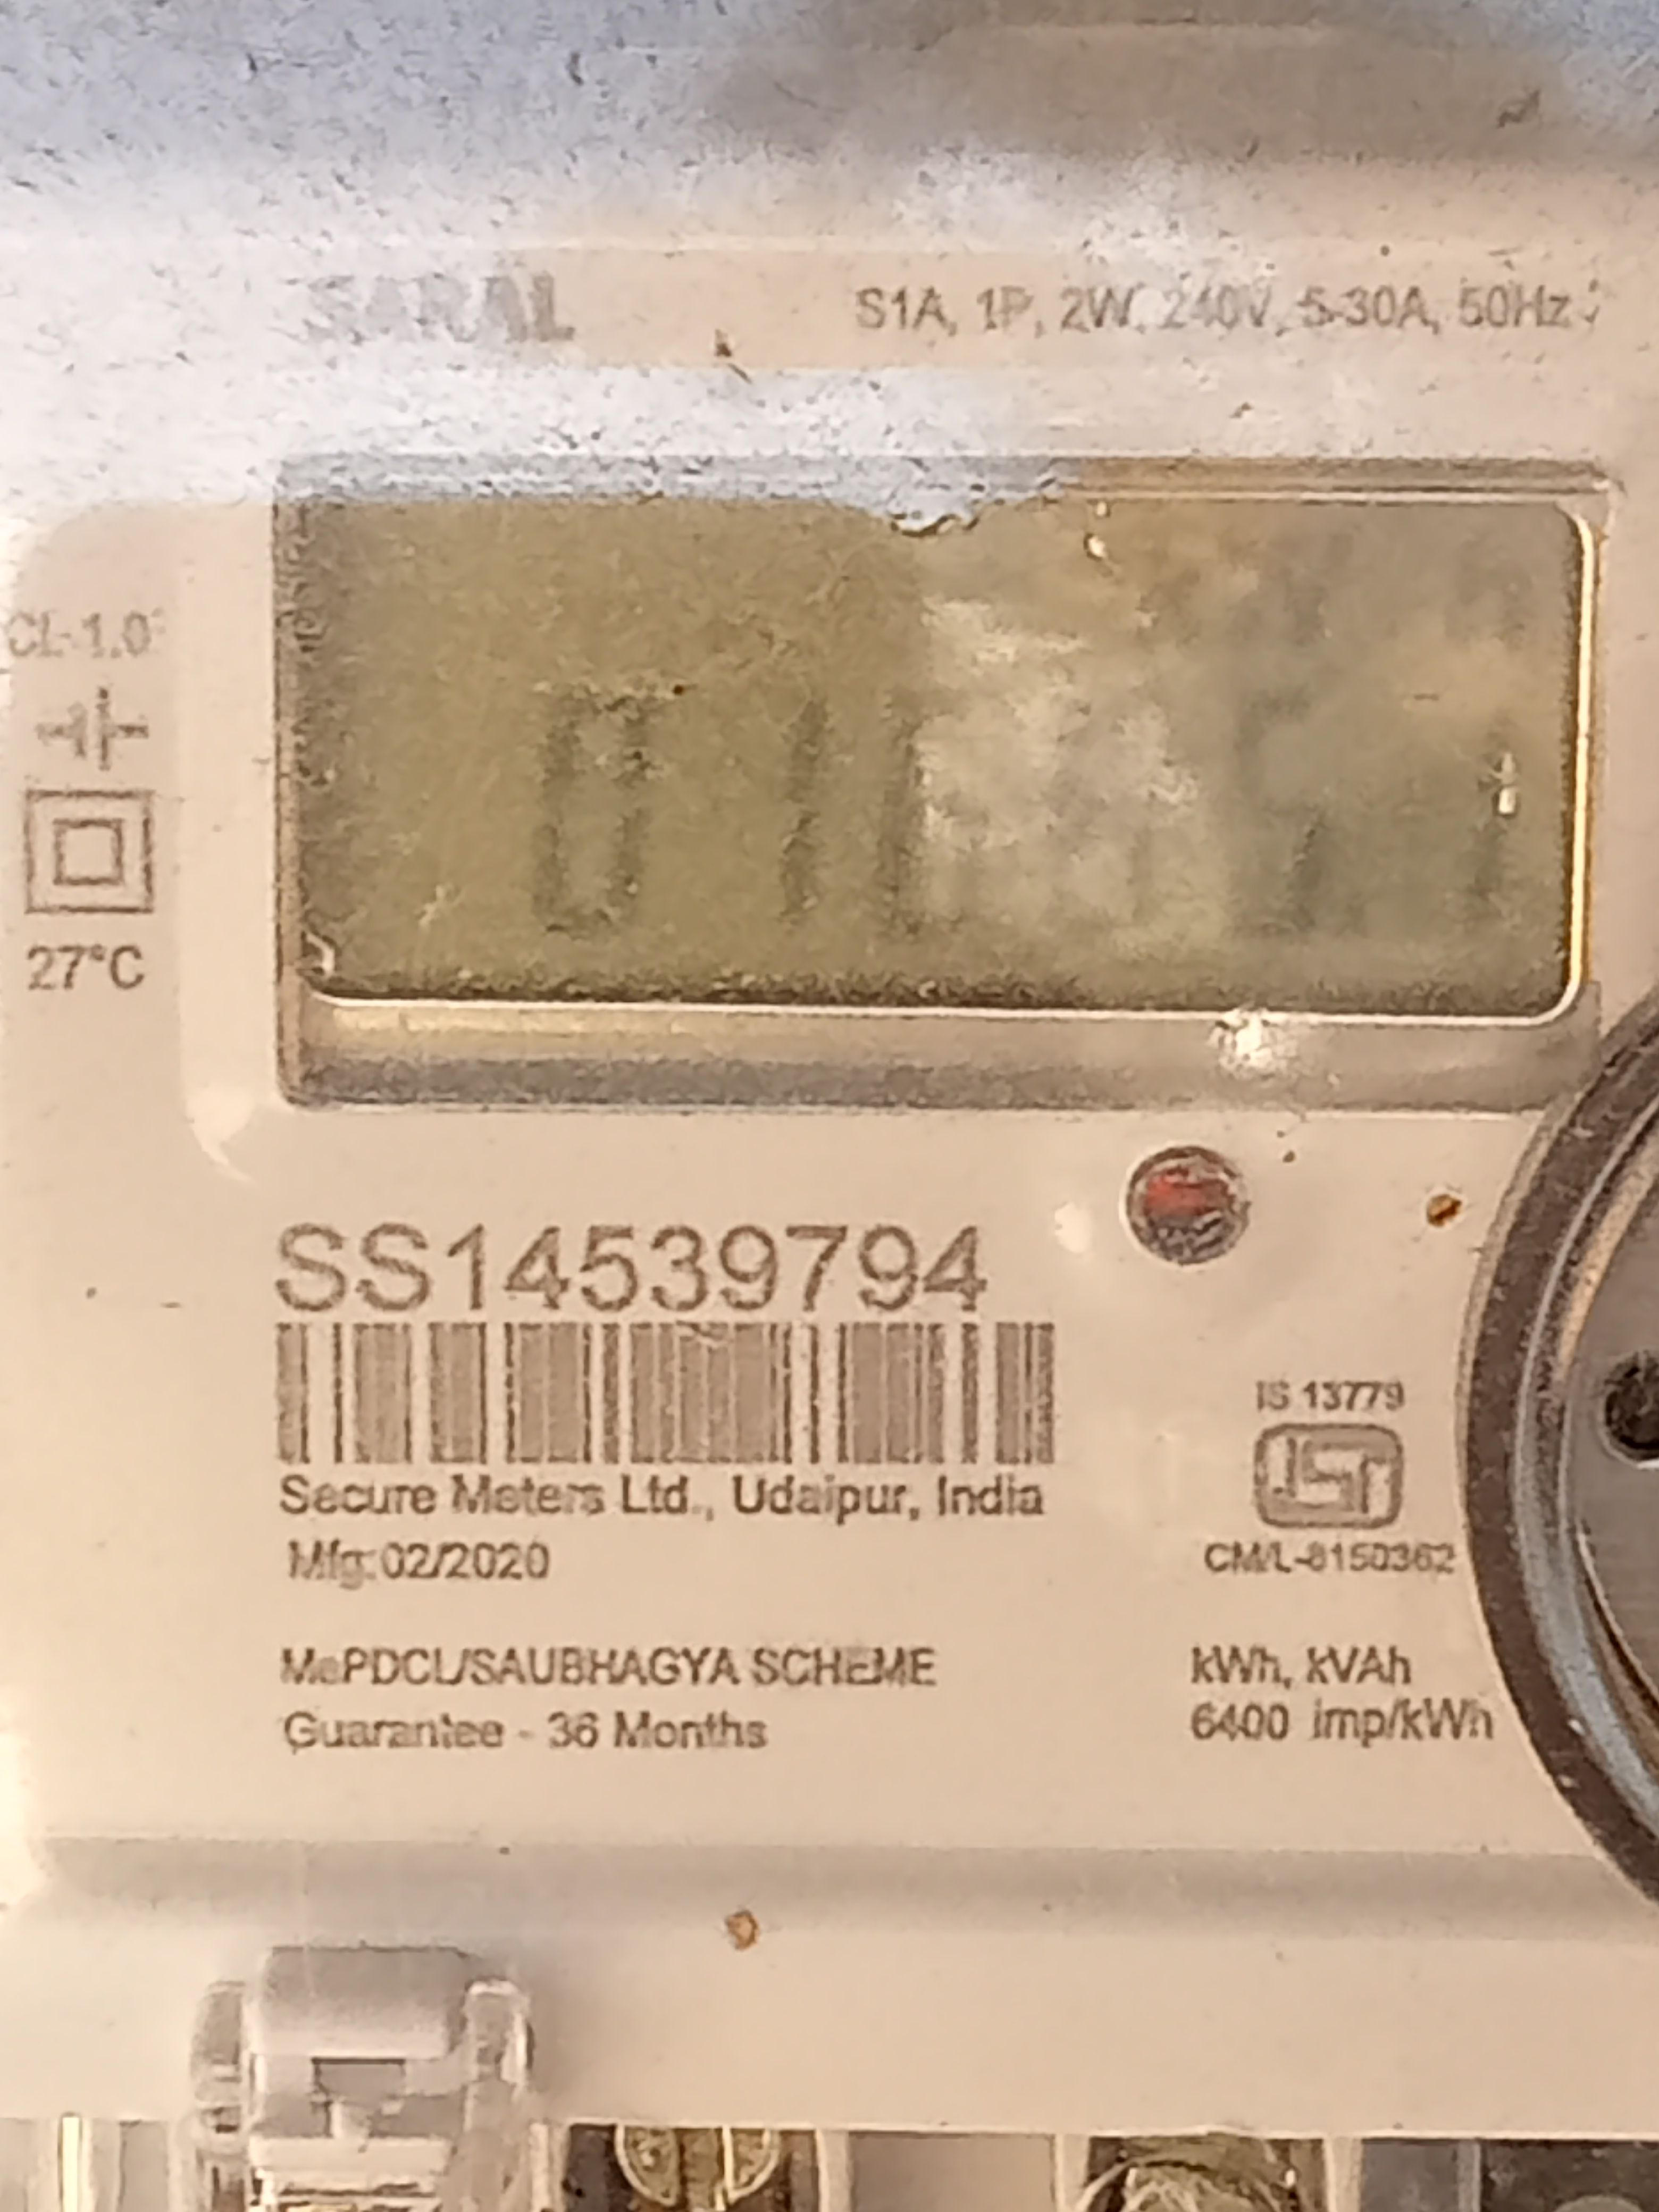 SARAL
S1A, 1P, 2W, 240V, 5-30A, 50Hz
CL-1.0
27°C
SS14539794
IS 13779
ISI
Secure Meters Ltd., Udaipur, India
Mfg:02/2020
CM/L-8150362
MePDCL/SAUBHAGYA SCHEME
kWh, kVAh
Guarantee - 36 Months
6400 imp/kWh